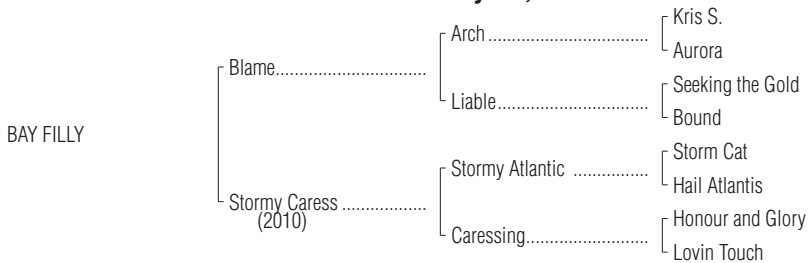 Kris S.
Arch ........................................
Aurora
Blame...............................
Seeking the Gold
Liable......................................
Bound
BAY FILLY
Storm Cat
Stormy Atlantic ...................
Hail Atlantis
Stormy Caress ..................
(2010)
Honour and Glory
Caressing................................
Lovin Touch